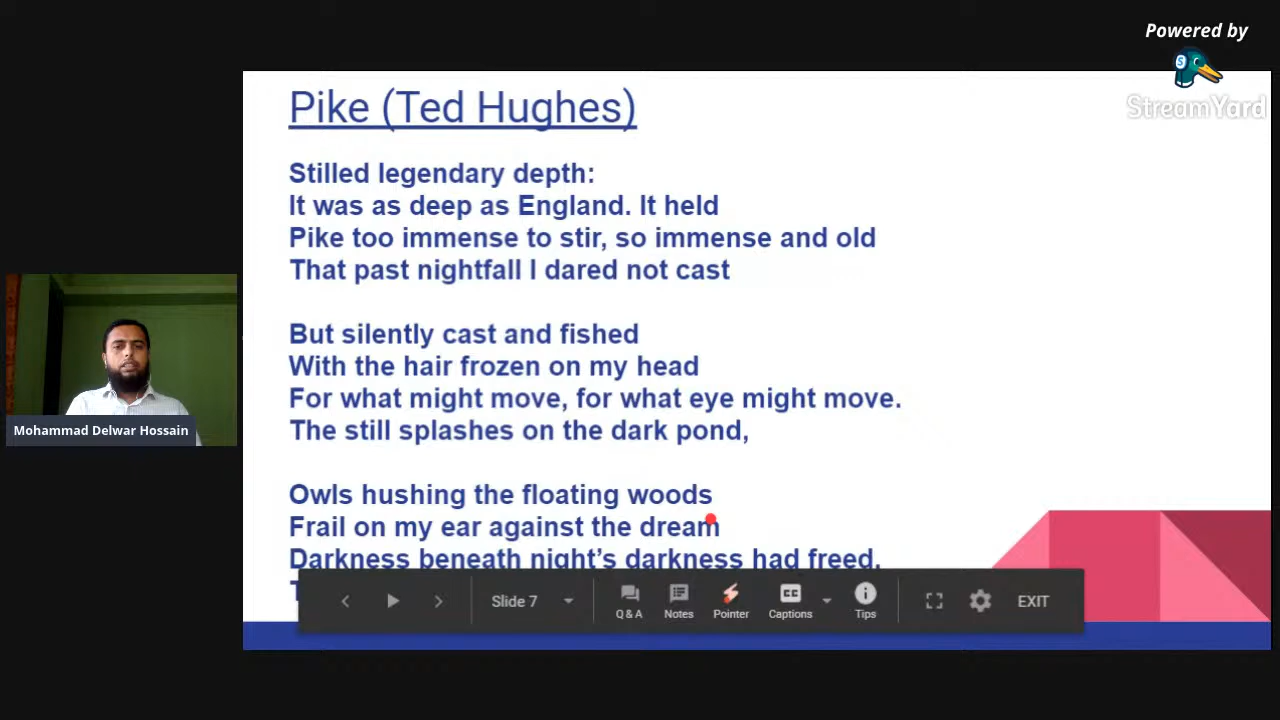 Powered by
StreamYard
Pike (Ted Hughes)
Stilled legendary depth:
It was as deep as England. It held
Pike too immense to stir, so immense and old
That past nightfall I dared not cast
But silently cast and fished
With the hair frozen on my head
For what might move, for what eye might move.
The still splashes on the dark pond,
Owls hushing the floating woods
Frail on my ear against the dream
Darkness beneath night's darkness had freed,
Mohammad Delwar Hossain
Slide 7
Q & A
Notes
Pointer
CC
Captions
Tips
EXIT